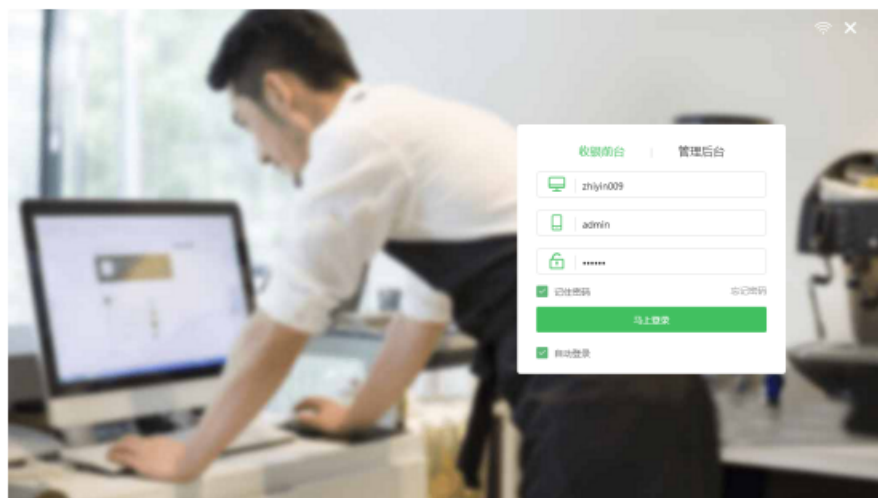 收银前台 管理后台
zhiyin009
admin
••••••
记住密码 忘记密码
马上登录
自动登录